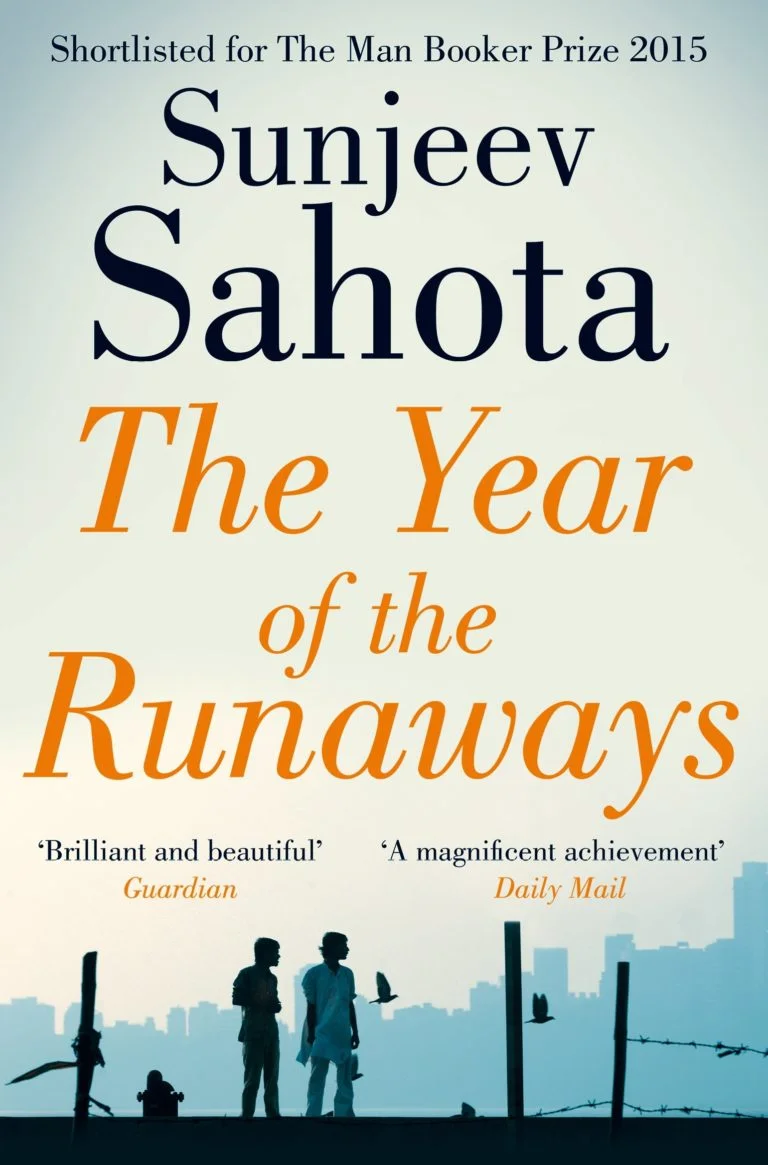 Shortlisted for The Man Booker Prize 2015
Sunjeev
Sahota
The Year
of the
Runaways
‘Brilliant and beautiful’
Guardian
‘A magnificent achievement’
Daily Mail